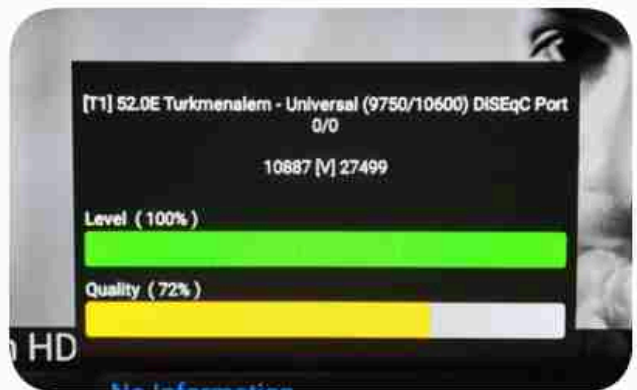 [T1] 52.0E Turkmenalem - Universal (9750/10600) DiSEqC Port
0/0
10887 [V] 27499
Level ( 100% )
Quality ( 72% )
HD
No Information